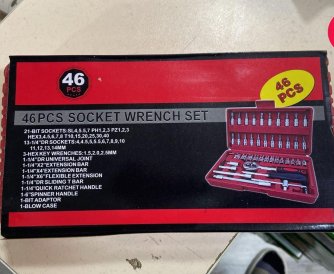 46
PCS
46 PCS
46PCS SOCKET WRENCH SET
21-BIT SOCKETS:SL4,5.5,7 PH1,2,3 PZ1,2,3
HEX3,4,5,6,7,8 T10,15,20,25,30,40
13-1/4"DR SOCKETS:4,4.5,5,5.5,6,7,8,9,10
11,12,13,14MM
3-HEX KEY WRENCHES:1.5,2.0,2.5MM
1-1/4"DR UNIVERSAL JOINT
1-1/4"X2"EXTENSION BAR
1-1/4"X4"EXTENSION BAR
1-1/4"X6"FLEXIBLE EXTENSION
1-1/4"DR SLIDING T BAR
1-1/4"QUICK RATCHET HANDLE
1-6"SPINNER HANDLE
1-BIT ADAPTOR
1-BLOW CASE